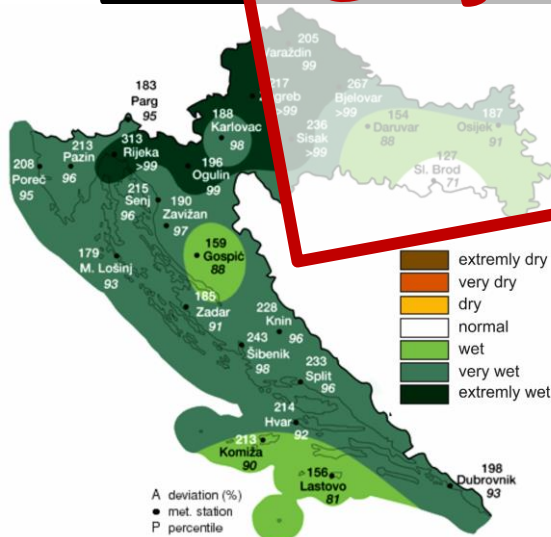 205
99
217
>99
267
Bjelovar
>99
183
Parg
95
188
Karlovac
98
236
Sisak
>99
154
Daruvar
88
187
Osijek
91
127
Sl. Brod
71
213
Pazin
96
313
Rijeka
>99
208
Poreč
95
196
Ogulin
99
215
Senj
96
190
Zavižan
97
159
Gospić
88
179
M. Lošinj
93
185
Zadar
91
228
Knin
96
243
Šibenik
98
233
Split
96
214
Hvar
92
213
Komiža
90
156
Lastovo
81
198
Dubrovnik
93
extremly dry
very dry
dry
normal
wet
very wet
extremly wet
A deviation (%)
● met. station
P percentile